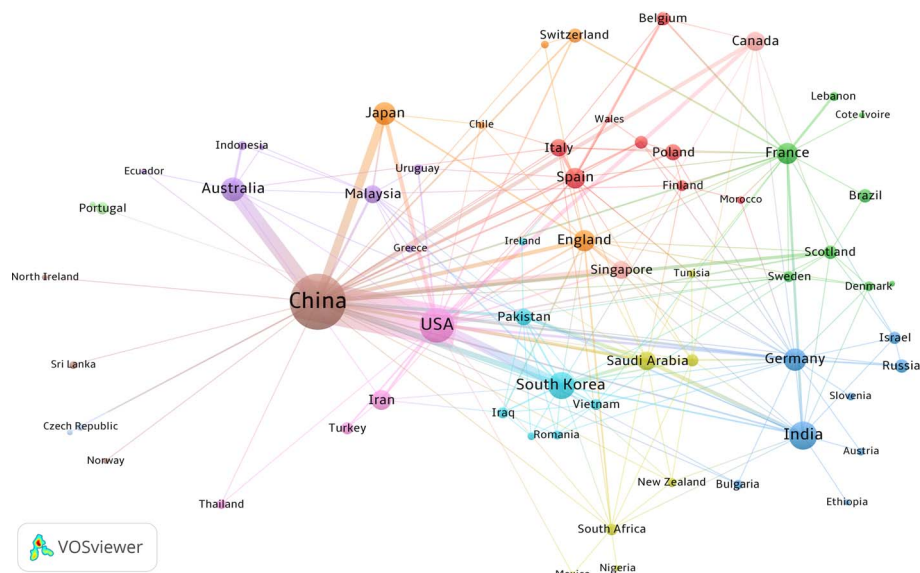 Belgium
Switzerland
Canada
Lebanon
Cote Ivoire
Japan
Chile
Wales
Indonesia
Italy
Poland
France
Ecuador
Uruguay
Spain
Finland
Australia
Malaysia
Morocco
Brazil
Portugal
Greece
Ireland
England
Scotland
North Ireland
Singapore
Tunisia
Sweden
Denmark
China
USA
Pakistan
Israel
Sri Lanka
Saudi Arabia
Germany
Russia
South Korea
Iran
Iraq
Vietnam
Slovenia
Czech Republic
Turkey
Romania
India
Norway
Austria
New Zealand
Bulgaria
Thailand
Ethiopia
South Africa
VOSviewer
Nigeria
Mexico